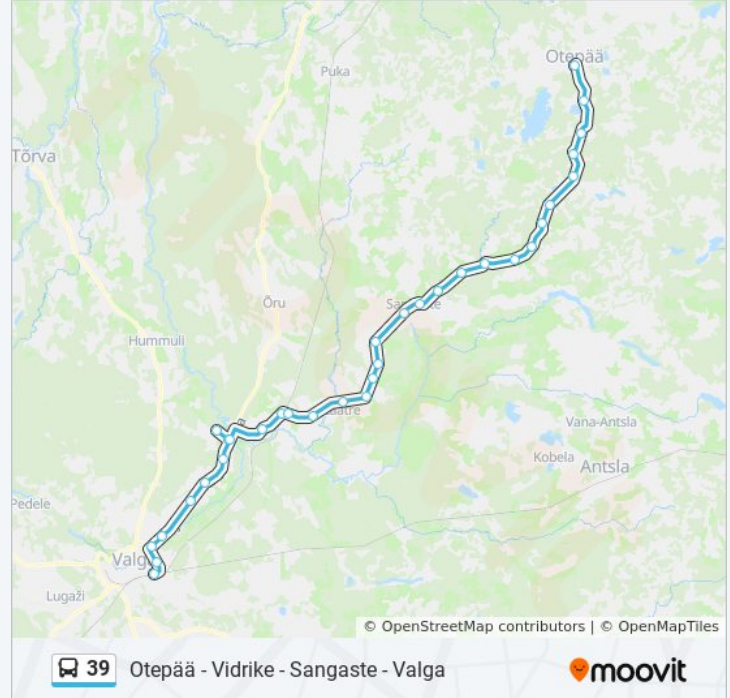 Otepää
Puka
Tõrva
Õru
Hummuli
Vana-Antsla
Kobela
Antsla
Pedele
Valga
Lugaži
© OpenStreetMap contributors | © OpenMapTiles
39
Otepää - Vidrike - Sangaste - Valga
moovit